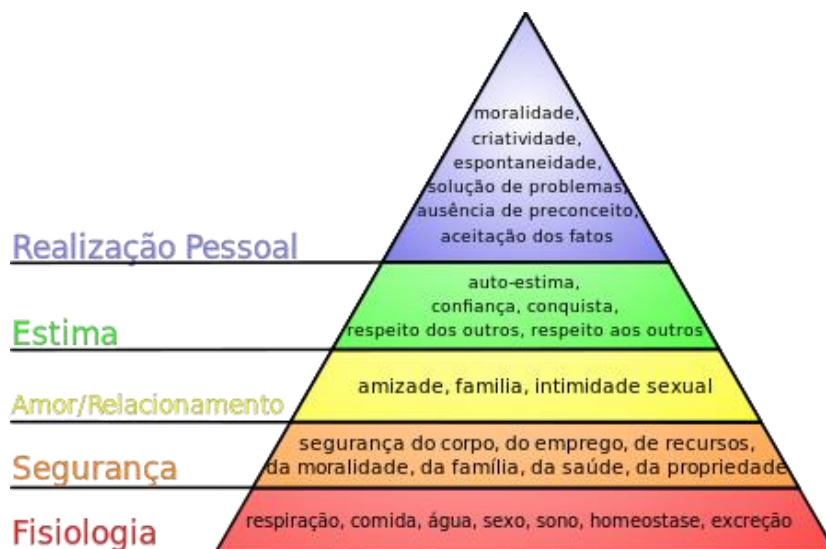 moralidade,
criatividade,
espontaneidade,
solução de problemas,
ausência de preconceito,
aceitação dos fatos
Realização Pessoal
auto-estima,
confiança, conquista,
respeito dos outros, respeito aos outros
Estima
amizade, familia, intimidade sexual
Amor/Relacionamento
segurança do corpo, do emprego, de recursos,
da moralidade, da família, da saúde, da propriedade
Segurança
respiração, comida, água, sexo, sono, homeostase, excreção
Fisiologia